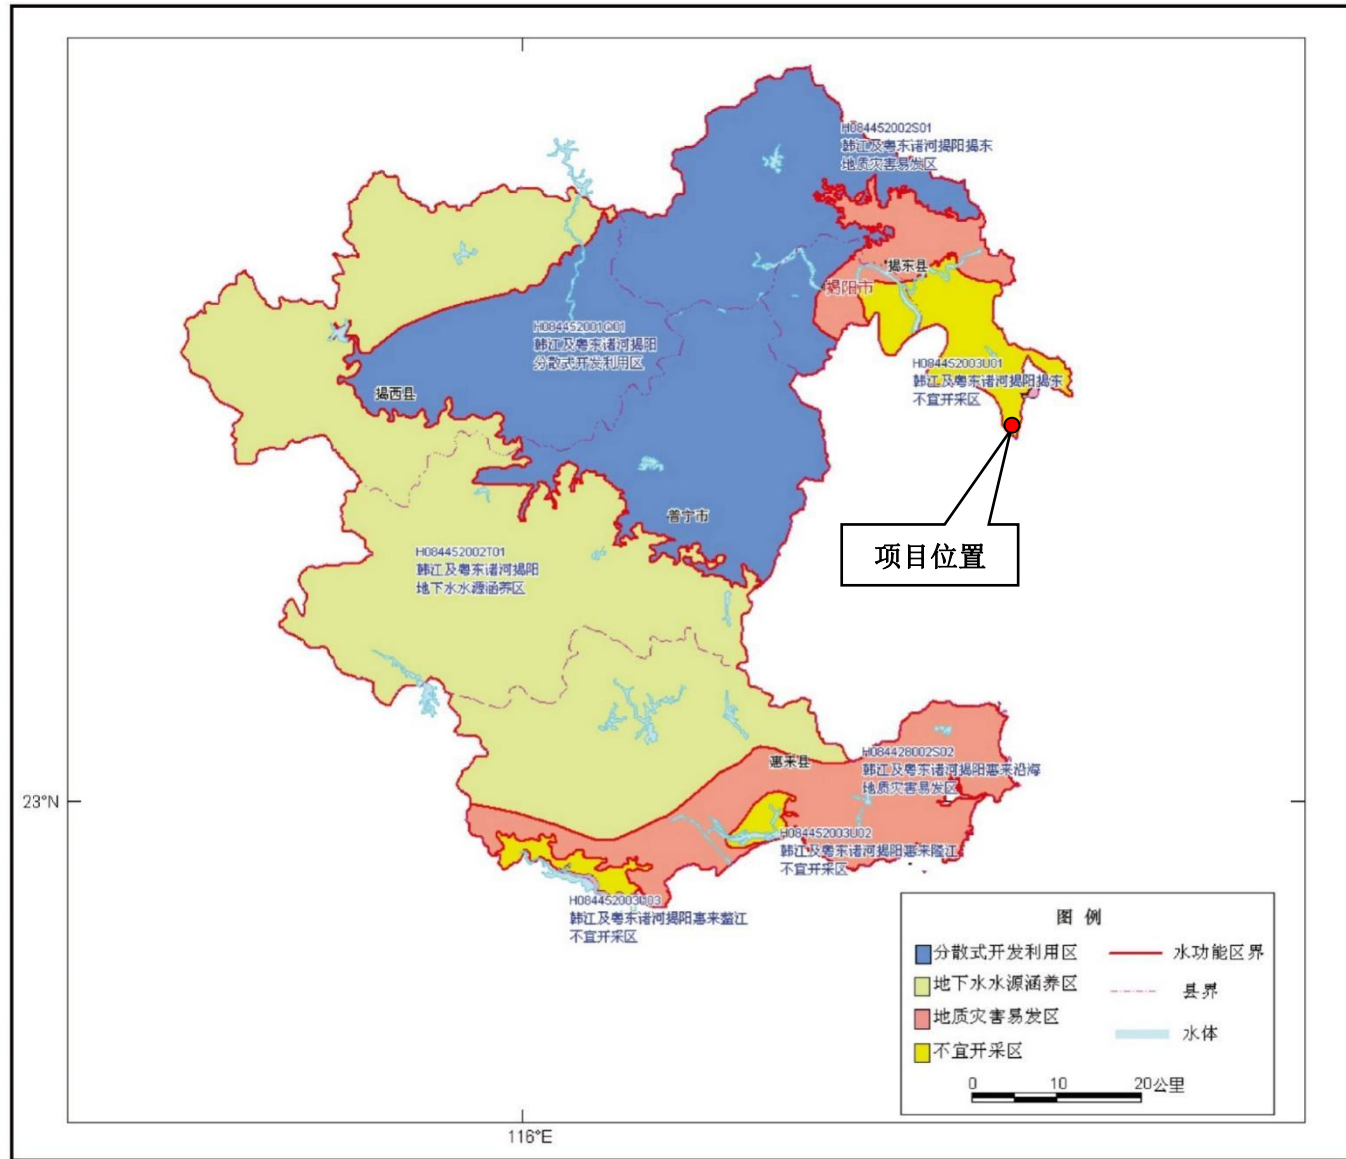 H084452002S01
韩江及粤东诸河揭阳揭东
地质灾害易发区
揭东县
揭阳市
H084452001Q01
韩江及粤东诸河揭阳
分散式开发利用区
H084452003U01
韩江及粤东诸河揭阳揭东
不宜开采区
揭西县
普宁市
项目位置
H084452002T01
韩江及粤东诸河揭阳
地下水水源涵养区
惠来县
H084428002S02
韩江及粤东诸河揭阳惠来沿海
地质灾害易发区
23°N
H084452003U02
韩江及粤东诸河揭阳惠来隆江
不宜开采区
H084452003U03
韩江及粤东诸河揭阳惠来鳌江
不宜开采区
图 例
分散式开发利用区
水功能区界
地下水水源涵养区
县界
地质灾害易发区
水体
不宜开采区
0 10 20公里
116°E